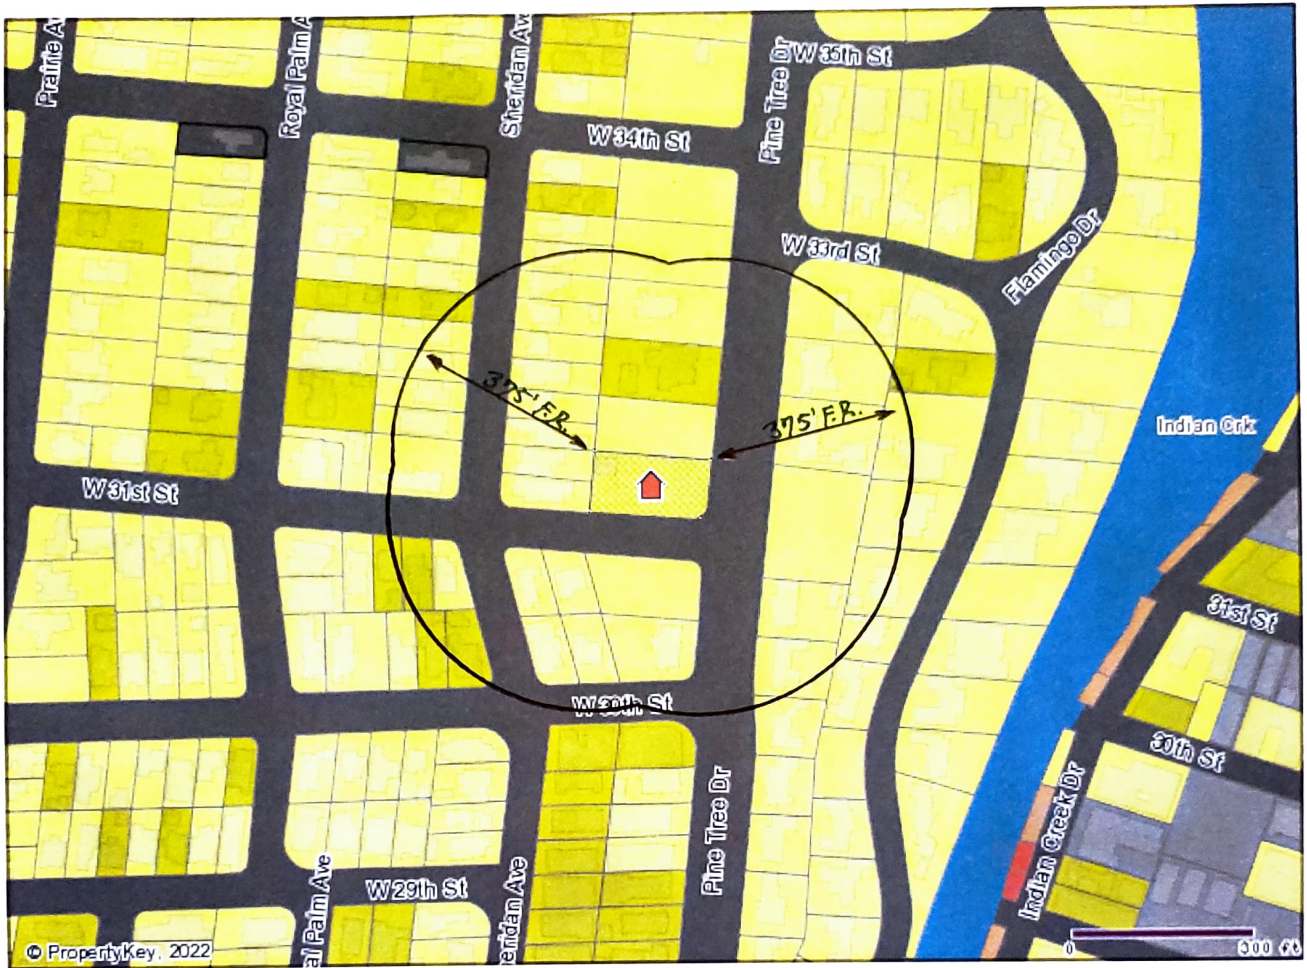 Prairie Av
Royal Palm A
Sheridan Ave
Pine Tree Dr
W 35th St
W 34th St
W 33rd St
Flamingo Dr
375' F.R.
375' F.R.
Indian Crk
W 31st St
31st St
W 30th St
30th St
Pine Tree Dr
Indian Creek Dr
W 29th St
al Palm Ave
eridan Ave
© PropertyKey, 2022
0 300 ft